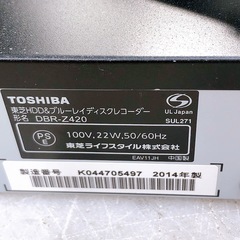 TOSHIBA
東芝HDD&ブルーレイディスクレコーダー
形名 DBR-Z420
UL Japan
SUL271
PS
E
100V, 22W, 50/60Hz
東芝ライフスタイル株式会社
EAV11JH 中国製
製造番号 K044705497 2014年製